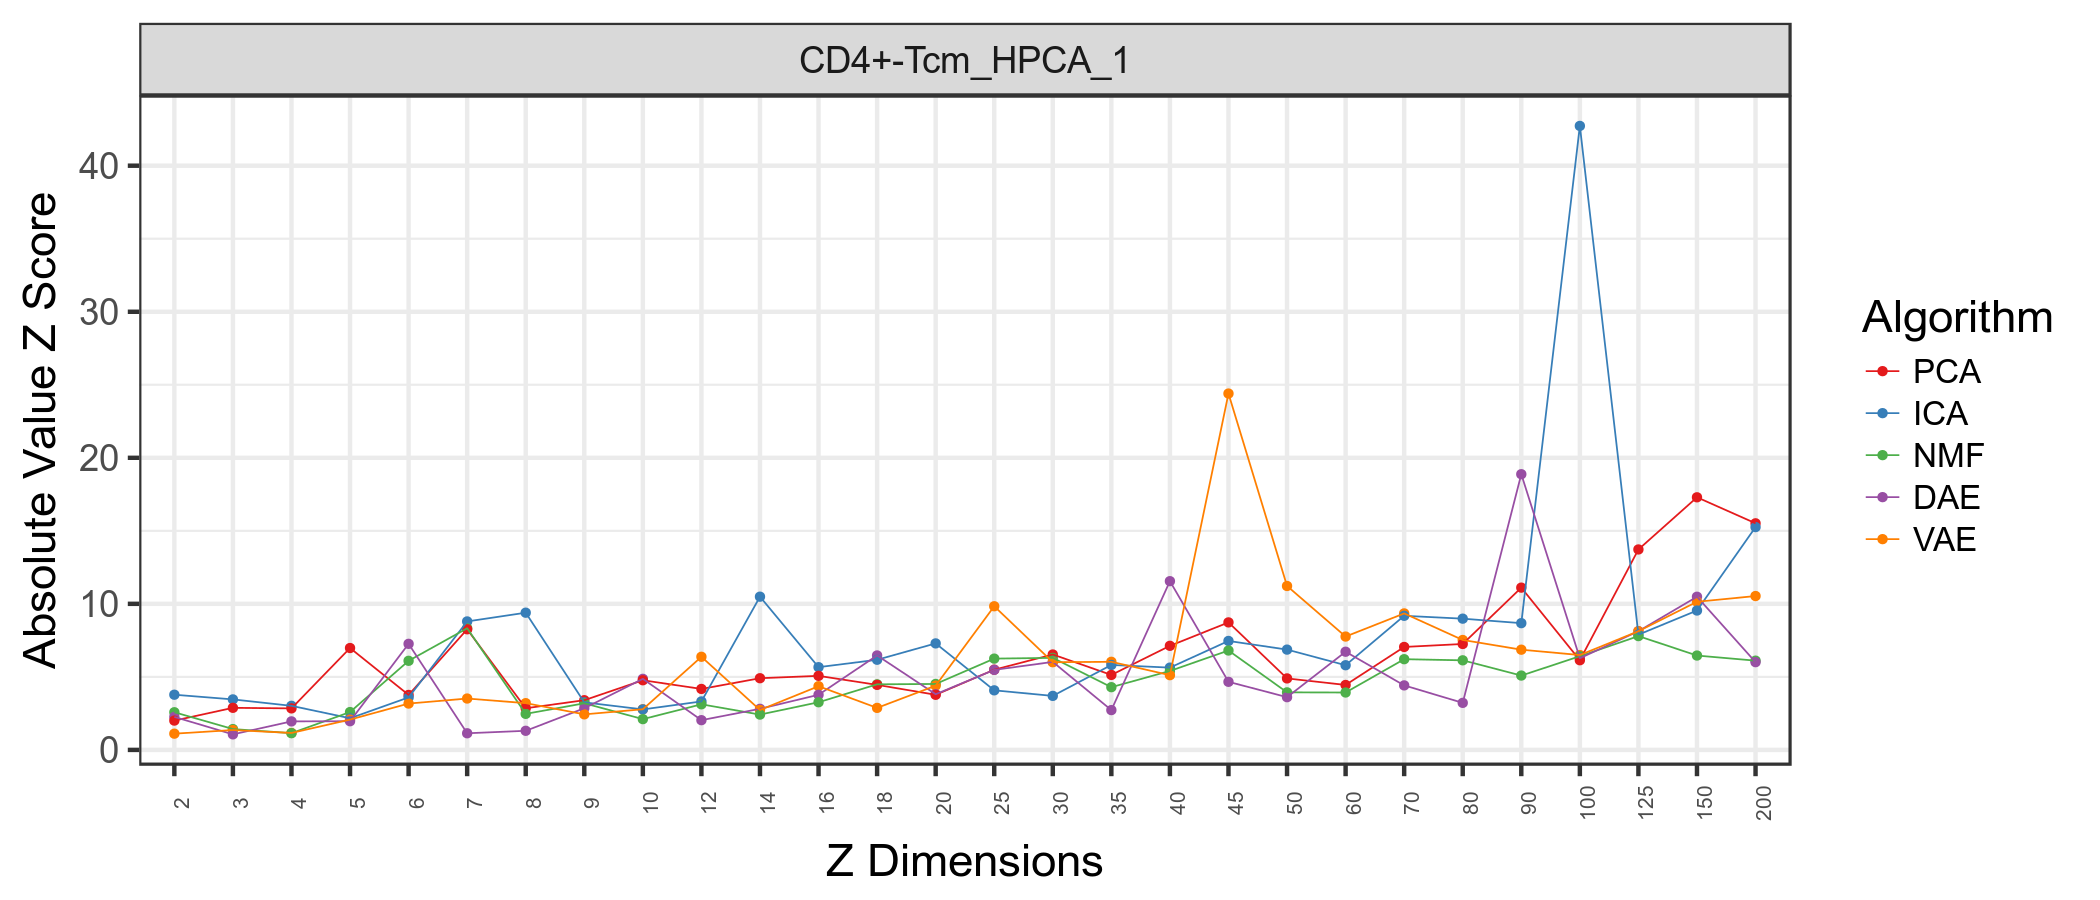 CD4+-Tcm_HPCA_1
Absolute Value Z Score
40
30
20
10
0
2 3 4 5 6 7 8 9 10 12 14 16 18 20 25 30 35 40 45 50 60 70 80 90 100 125 150 200
Z Dimensions
Algorithm
PCA
ICA
NMF
DAE
VAE